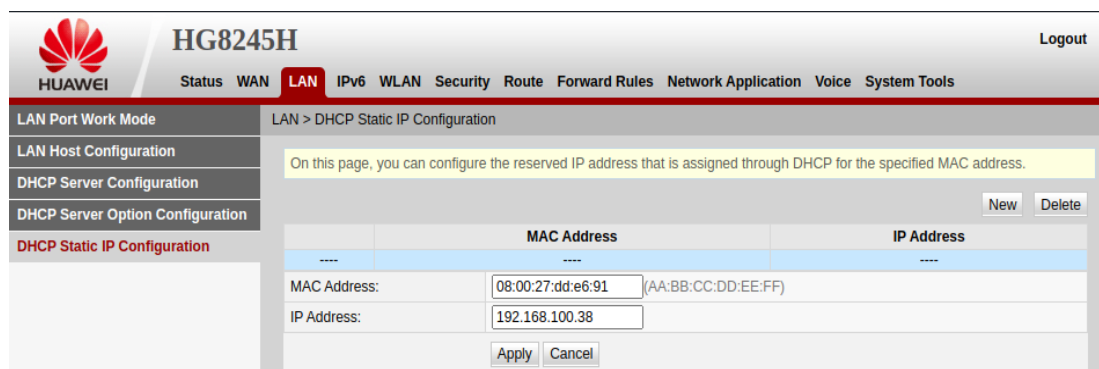 HUAWEI
HG8245H
Logout
Status WAN LAN IPv6 WLAN Security Route Forward Rules Network Application Voice System Tools
LAN Port Work Mode
LAN Host Configuration
DHCP Server Configuration
DHCP Server Option Configuration
DHCP Static IP Configuration
LAN > DHCP Static IP Configuration
On this page, you can configure the reserved IP address that is assigned through DHCP for the specified MAC address.
New Delete
MAC Address IP Address
---- ---- ----
MAC Address: 08:00:27:dd:e6:91 (AA:BB:CC:DD:EE:FF)
IP Address: 192.168.100.38
Apply Cancel